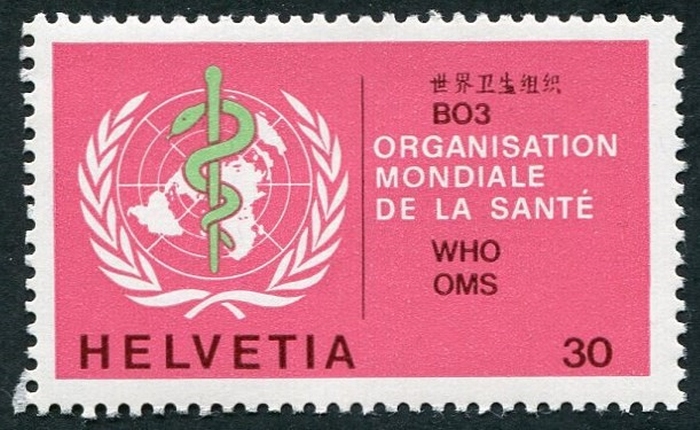 世界卫生组织
ВОЗ
ORGANISATION
MONDIALE
DE LA SANTÉ
WHO
OMS
HELVETIA
30